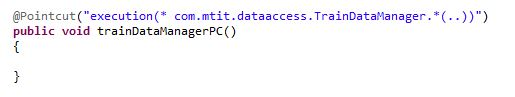 @Pointcut("execution(* com.mtit.dataaccess.TrainDataManager.*(..))")
public void trainDataManagerPC()
{
}